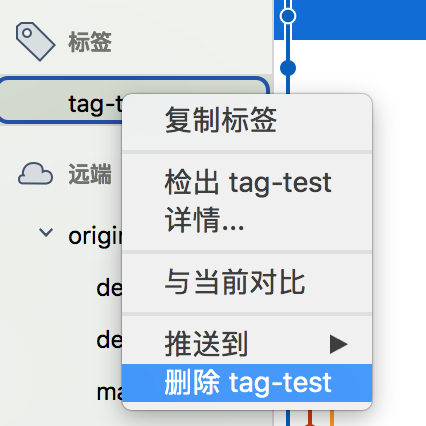 标签
tag-t
复制标签
远端
检出 tag-test
详情...
origin
与当前对比
de
de
推送到
ma
删除 tag-test